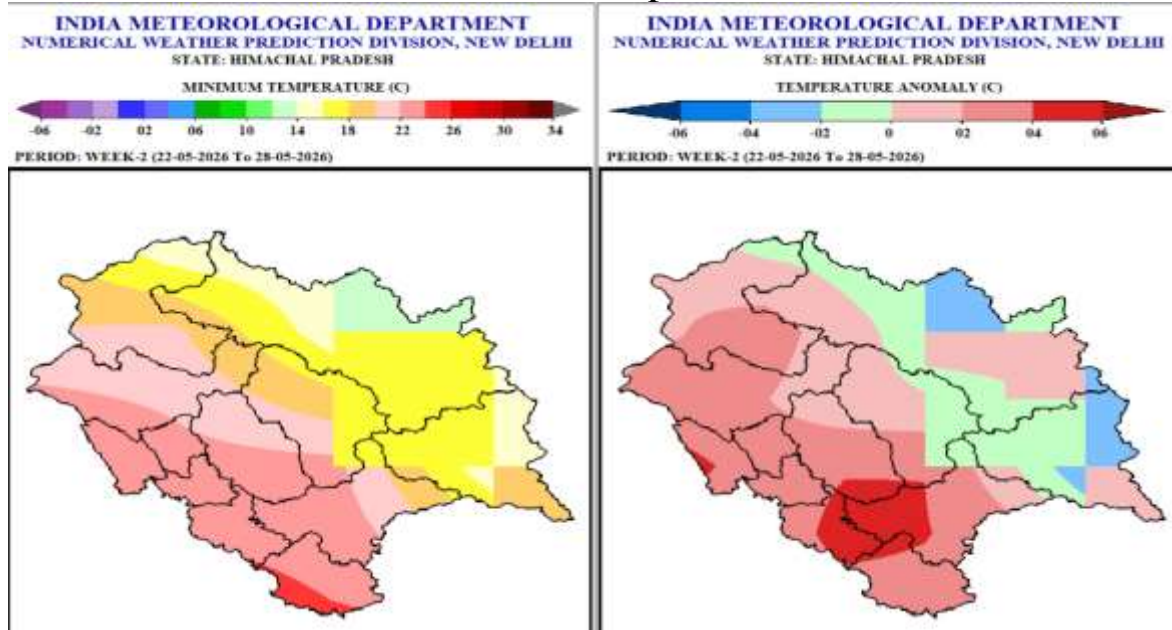 INDIA METEOROLOGICAL DEPARTMENT
NUMERICAL WEATHER PREDICTION DIVISION, NEW DELHI
STATE: HIMACHAL PRADESH
MINIMUM TEMPERATURE (C)
-06 -02 02 06 10 14 18 22 26 30 34
PERIOD: WEEK-2 (22-05-2026 To 28-05-2026)
INDIA METEOROLOGICAL DEPARTMENT
NUMERICAL WEATHER PREDICTION DIVISION, NEW DELHI
STATE: HIMACHAL PRADESH
TEMPERATURE ANOMALY (C)
-06 -04 -02 0 02 04 06
PERIOD: WEEK-2 (22-05-2026 To 28-05-2026)